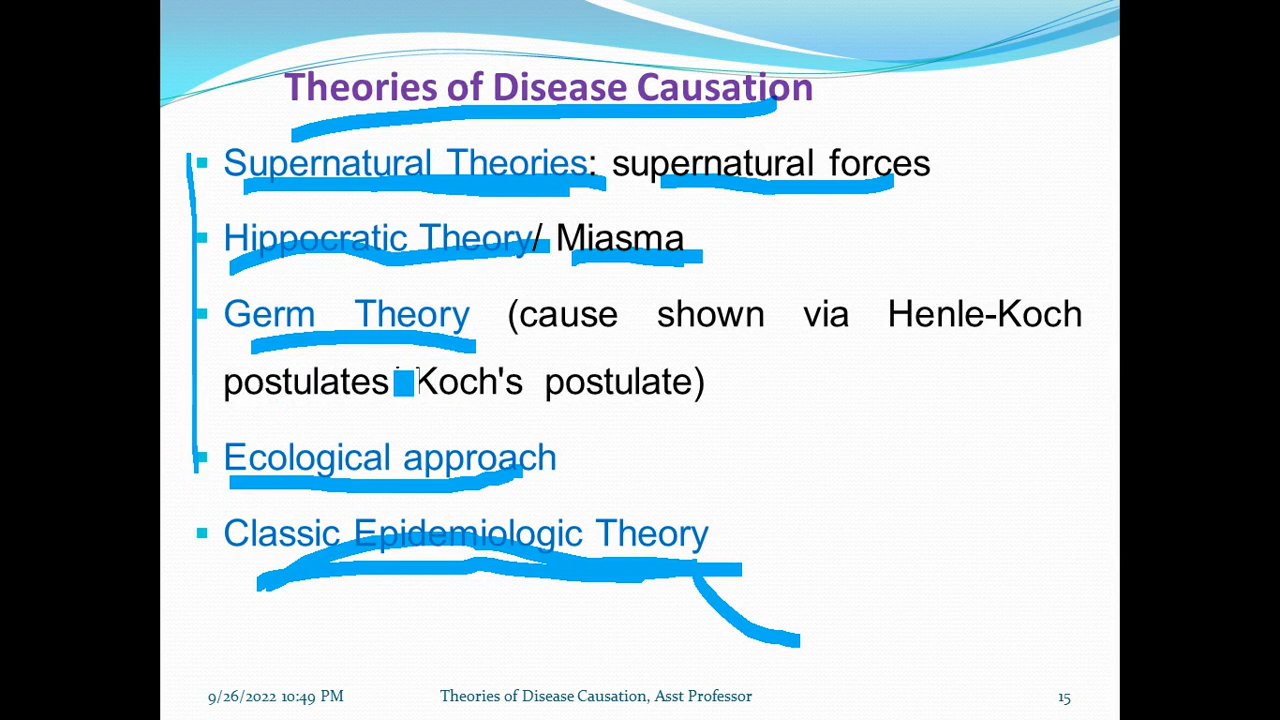 Theories of Disease Causation
Supernatural Theories: supernatural forces
Hippocratic Theory/ Miasma
Germ Theory (cause shown via Henle-Koch
postulates Koch's postulate)
Ecological approach
Classic Epidemiologic Theory
9/26/2022 10:49 PM Theories of Disease Causation, Asst Professor 15